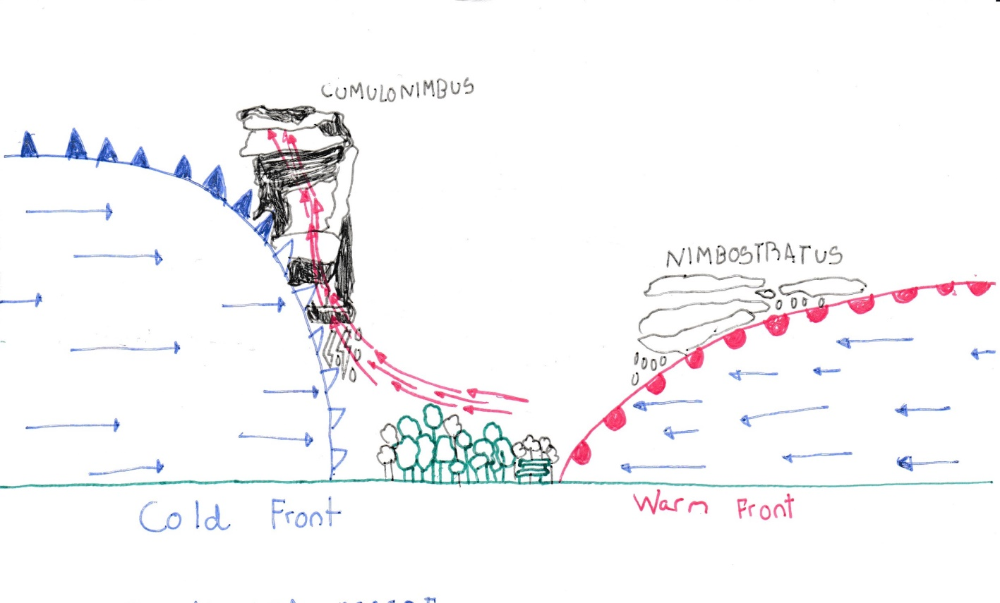 CUMULONIMBUS
NIMBOSTRATUS
Cold Front
Warm Front